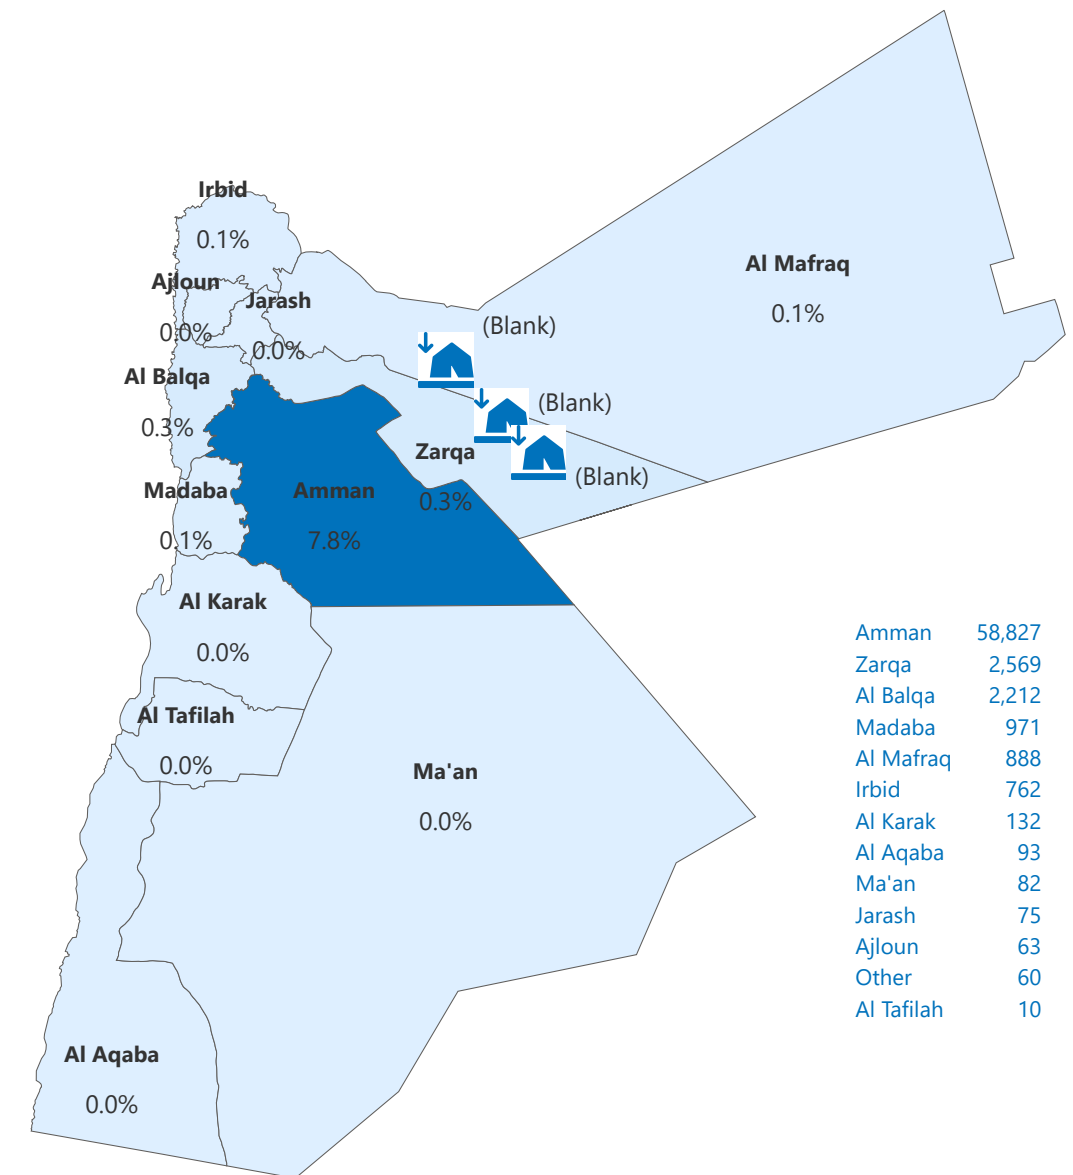 Irbid
0.1%
Al Mafraq
0.1%
Ajloun
0.0%
Jarash
0.0%
(Blank)
Al Balqa
0.3%
(Blank)
Zarqa
0.3%
(Blank)
Madaba
0.1%
Amman
7.8%
Al Karak
0.0%
Al Tafilah
0.0%
Ma'an
0.0%
Al Aqaba
0.0%
Amman 58,827
Zarqa 2,569
Al Balqa 2,212
Madaba 971
Al Mafraq 888
Irbid 762
Al Karak 132
Al Aqaba 93
Ma'an 82
Jarash 75
Ajloun 63
Other 60
Al Tafilah 10